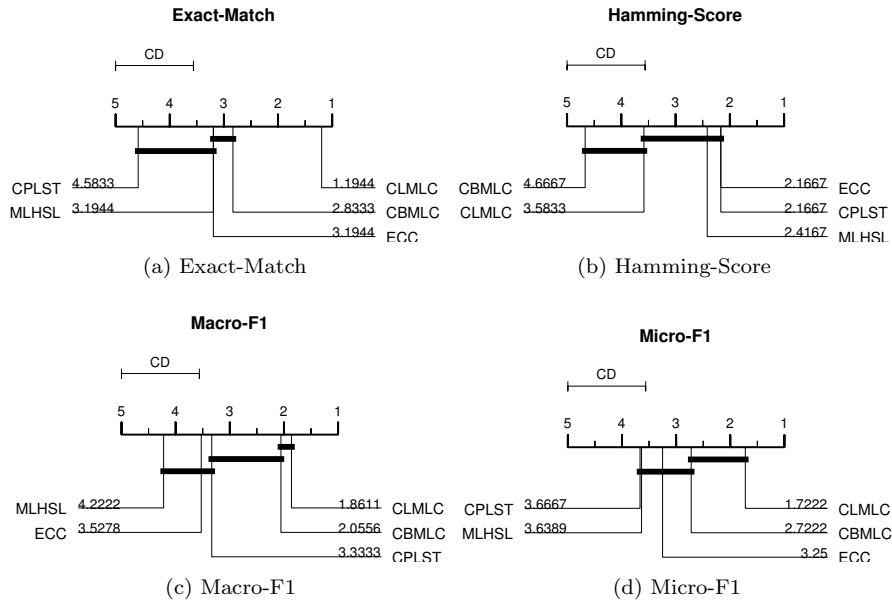 Exact-Match
CD
5 4 3 2 1
CPLST 4.5833 1.1944 CLMLC
MLHSL 3.1944 2.8333 CBMLC
3.1944 ECC
(a) Exact-Match
Hamming-Score
CD
5 4 3 2 1
CBMLC 4.6667 2.1667 ECC
CLMLC 3.5833 2.1667 CPLST
2.4167 MLHSL
(b) Hamming-Score
Macro-F1
CD
5 4 3 2 1
MLHSL 4.2222 1.8611 CLMLC
ECC 3.5278 2.0556 CBMLC
3.3333 CPLST
(c) Macro-F1
Micro-F1
CD
5 4 3 2 1
CPLST 3.6667 1.7222 CLMLC
MLHSL 3.6389 2.7222 CBMLC
3.25 ECC
(d) Micro-F1